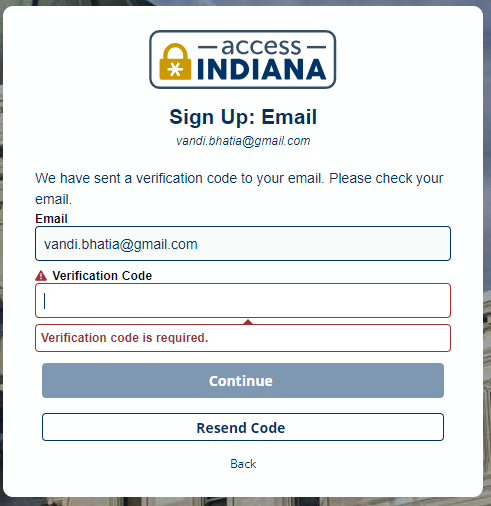 access
INDIANA
Sign Up: Email
vandi.bhatia@gmail.com
We have sent a verification code to your email. Please check your
email.
Email
vandi.bhatia@gmail.com
Verification Code
Verification code is required.
Continue
Resend Code
Back